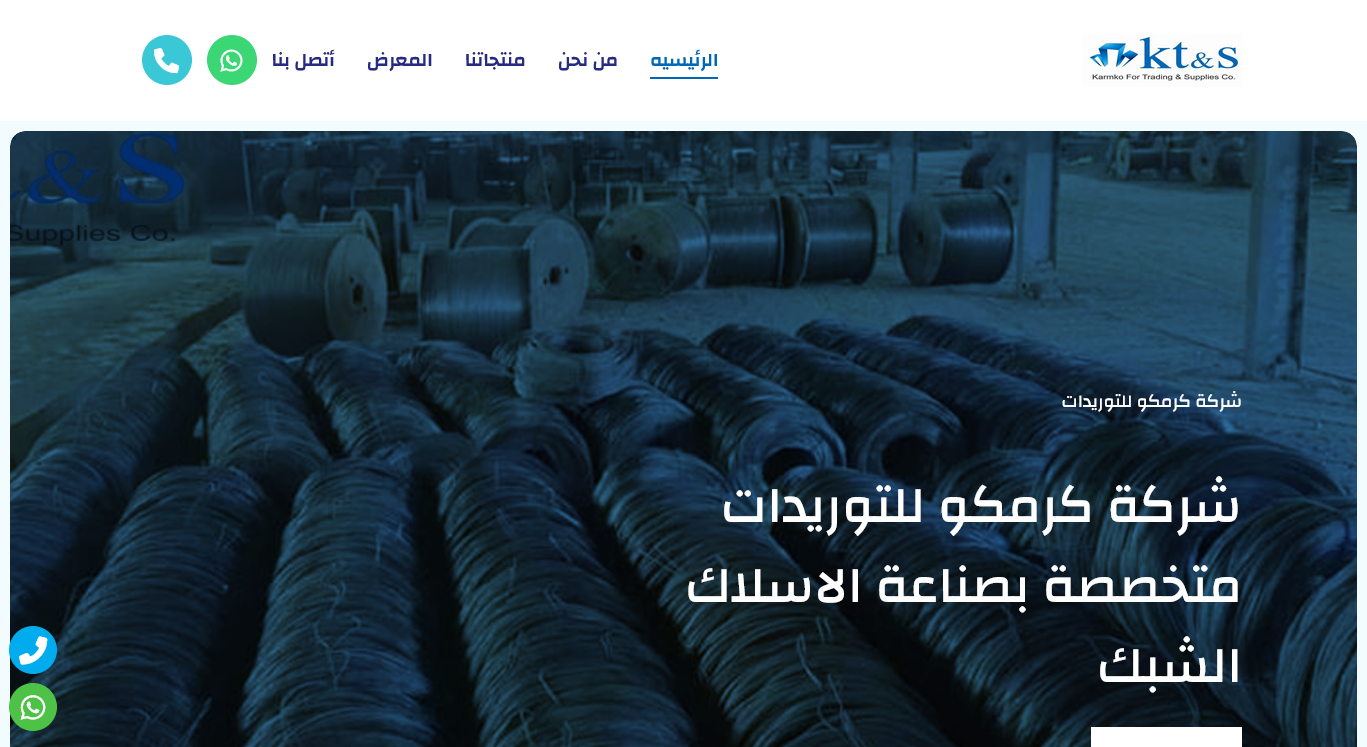 kt&s
Karmko For Trading & Supplies Co.
الرئيسيه
من نحن
منتجاتنا
المعرض
أتصل بنا
&S
Supplies Co.
شركة كرمكو للتوريدات
شركة كرمكو للتوريدات
متخصصة بصناعة الاسلاك
الشبك